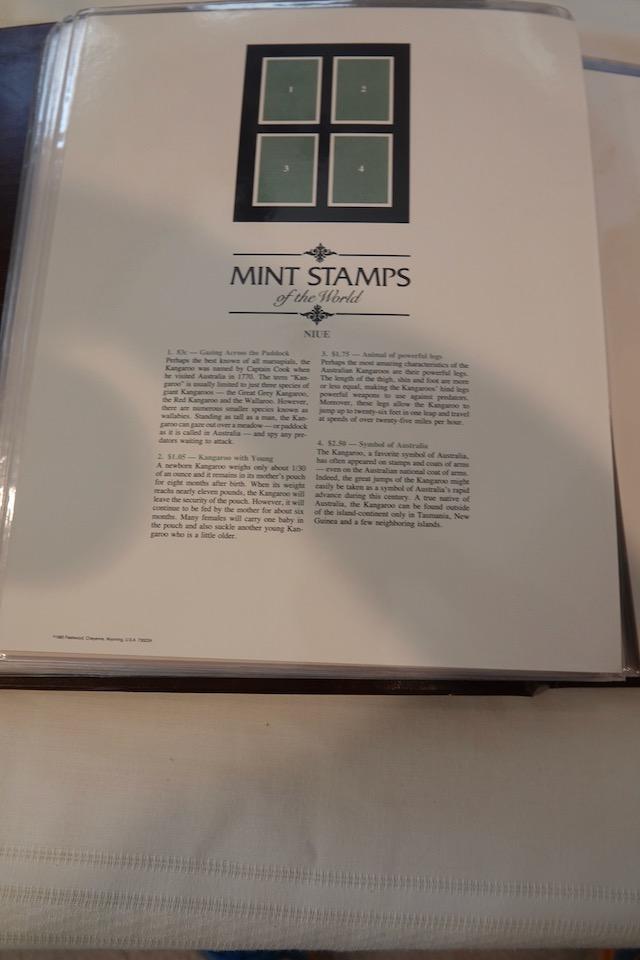 1
2
3
4
MINT STAMPS
of the World
NIUE
1. 83c — Gazing Across the Paddock
Perhaps the best known of all marsupials, the
Kangaroo was named by Captain Cook when
he visited Australia in 1770. The term "Kan-
garoo" is usually limited to just three species of
giant Kangaroos — the Great Grey Kangaroo,
the Red Kangaroo and the Wallaroo. However,
there are numerous smaller species known as
wallabies. Standing as tall as a man, the Kan-
garoo can gaze out over a meadow — or paddock
as it is called in Australia — and spy any pre-
dators waiting to attack.
2. $1.05 — Kangaroo with Young
A newborn Kangaroo weighs only about 1/30
of an ounce and it remains in its mother's pouch
for eight months after birth. When its weight
reachs nearly eleven pounds, the Kangaroo will
leave the security of the pouch. However, it will
continue to be fed by the mother for about six
months. Many females will carry one baby in
the pouch and also suckle another young Kan-
garoo who is a little older.
3. $1.75 — Animal of powerful legs
Perhaps the most amazing characteristics of the
Australian Kangaroos are their powerful legs.
The length of the thigh, shin and foot are more
or less equal, making the Kangaroos' hind legs
powerful weapons to use against predators.
Moreover, these legs allow the Kangaroo to
jump up to twenty-six feet in one leap and travel
at speeds of over twenty-five miles per hour.
4. $2.50 — Symbol of Australia
The Kangaroo, a favorite symbol of Australia,
has often appeared on stamps and coats of arms
— even on the Australian national coat of arms.
Indeed, the great jumps of the Kangaroo might
easily be taken as a symbol of Australia's rapid
advance during this century. A true native of
Australia, the Kangaroo can be found outside
of the island-continent only in Tasmania, New
Guinea and a few neighboring islands.
Fleetwood, Cheyenne, Wyoming, U.S.A.